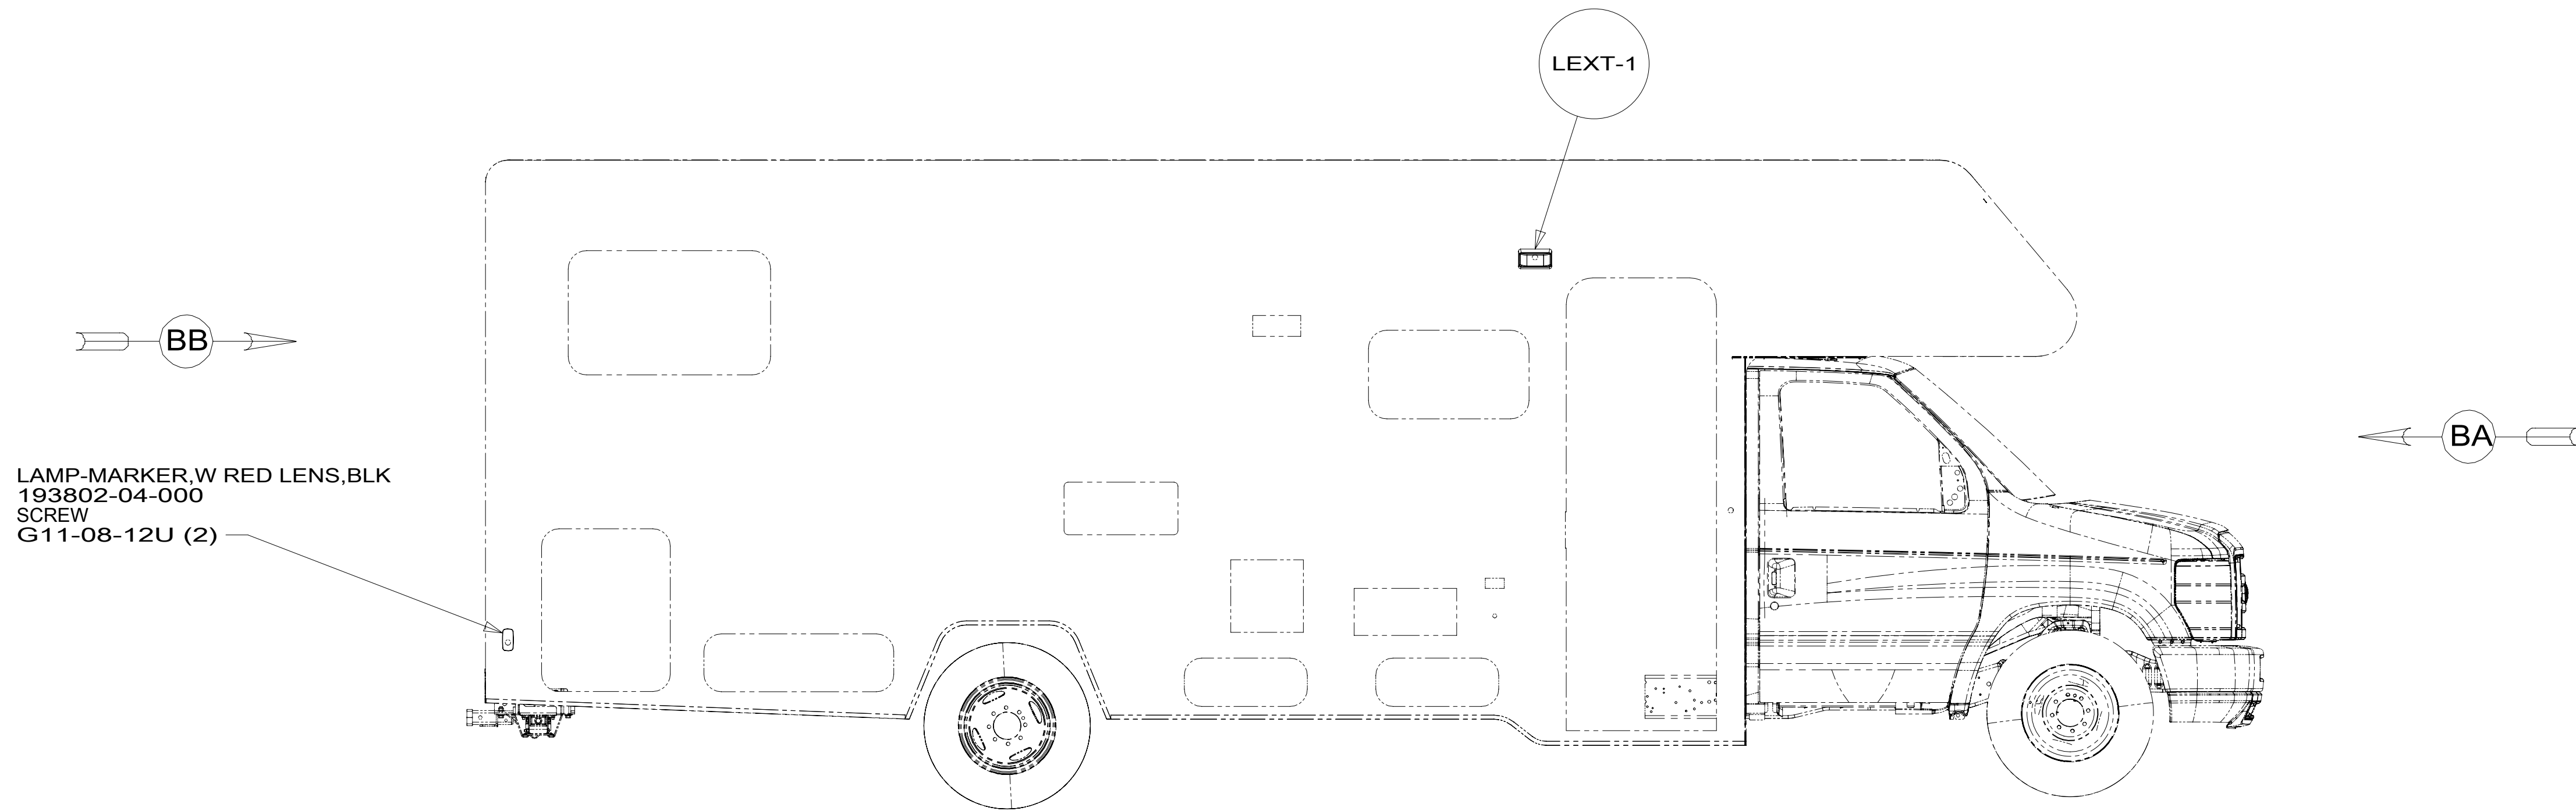 LEXT-1
BB
BA
LAMP-MARKER,W RED LENS,BLK
193802-04-000
SCREW
G11-08-12U (2)